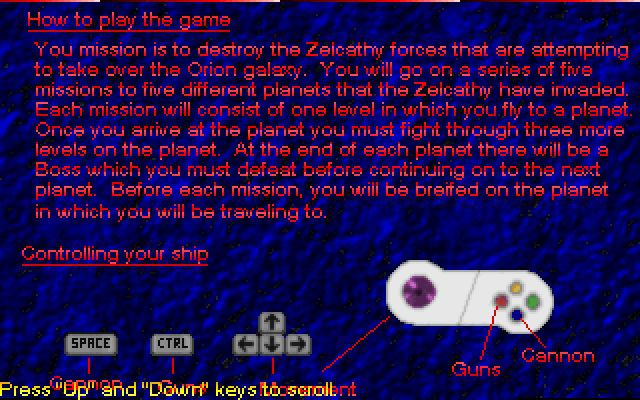 How to play the game
You mission is to destroy the Zelcathy forces that are attempting
to take over the Orion galaxy. You will go on a series of five
missions to five different planets that the Zelcathy have invaded.
Each mission will consist of one level in which you fly to a planet.
Once you arrive at the planet you must fight through three more
levels on the planet. At the end of each planet there will be a
Boss which you must defeat before continuing on to the next
planet. Before each mission, you will be breifed on the planet
in which you will be traveling to.
Controlling your ship
SPACE CTRL
Cannon
Guns
Cannon Guns Movement
Press "Up" and "Down" keys to scroll.